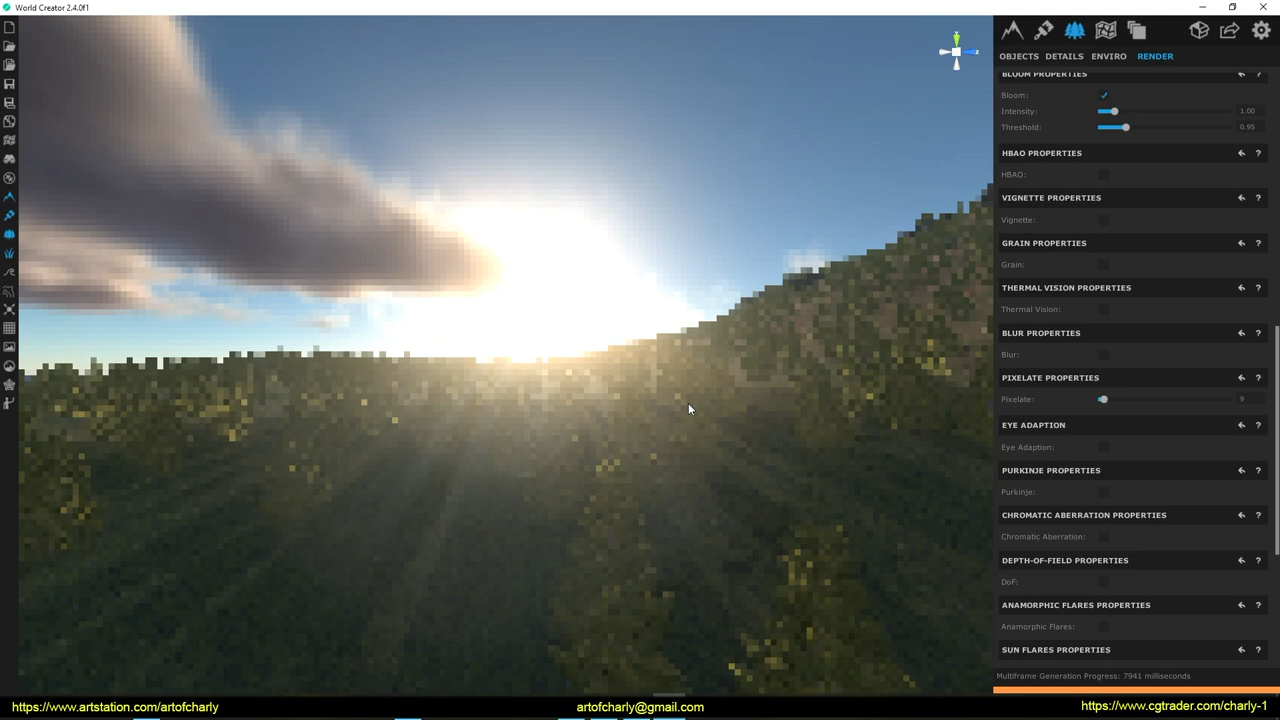 World Creator 2.4.0f1
OBJECTS DETAILS ENVIRO RENDER
BLOOM PROPERTIES ?
Bloom:
Intensity: 1.00
Threshold: 0.95
HBAO PROPERTIES ?
HBAO:
VIGNETTE PROPERTIES ?
Vignette:
GRAIN PROPERTIES ?
Grain:
THERMAL VISION PROPERTIES ?
Thermal Vision:
BLUR PROPERTIES ?
Blur:
PIXELATE PROPERTIES ?
Pixelate: 9
EYE ADAPTION ?
Eye Adaption:
PURKINJE PROPERTIES ?
Purkinje:
CHROMATIC ABERRATION PROPERTIES ?
Chromatic Aberration:
DEPTH-OF-FIELD PROPERTIES ?
DoF:
ANAMORPHIC FLARES PROPERTIES ?
Anamorphic Flares:
SUN FLARES PROPERTIES ?
Multiframe Generation Progress: 7941 milliseconds
https://www.artstation.com/artofcharly artofcharly@gmail.com https://www.cgtrader.com/charly-1